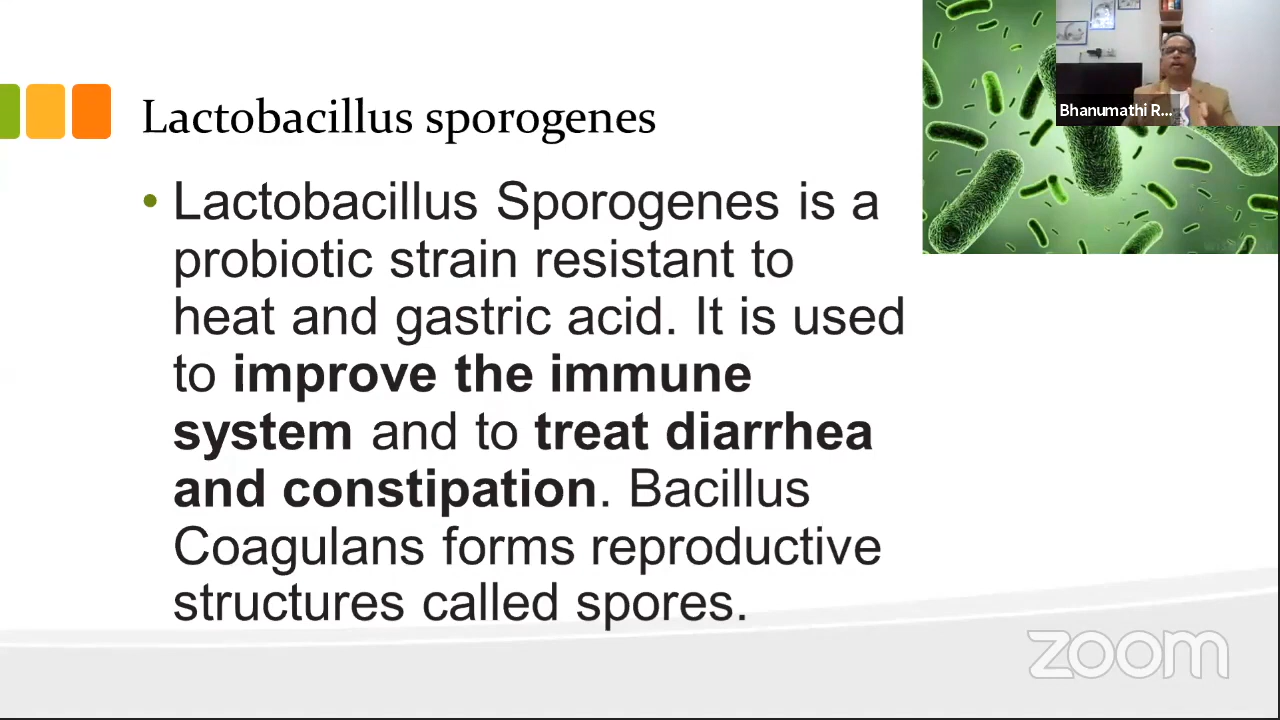 Lactobacillus sporogenes
• Lactobacillus Sporogenes is a
probiotic strain resistant to
heat and gastric acid. It is used
to improve the immune
system and to treat diarrhea
and constipation. Bacillus
Coagulans forms reproductive
structures called spores.
Bhanumathi R...
zoom